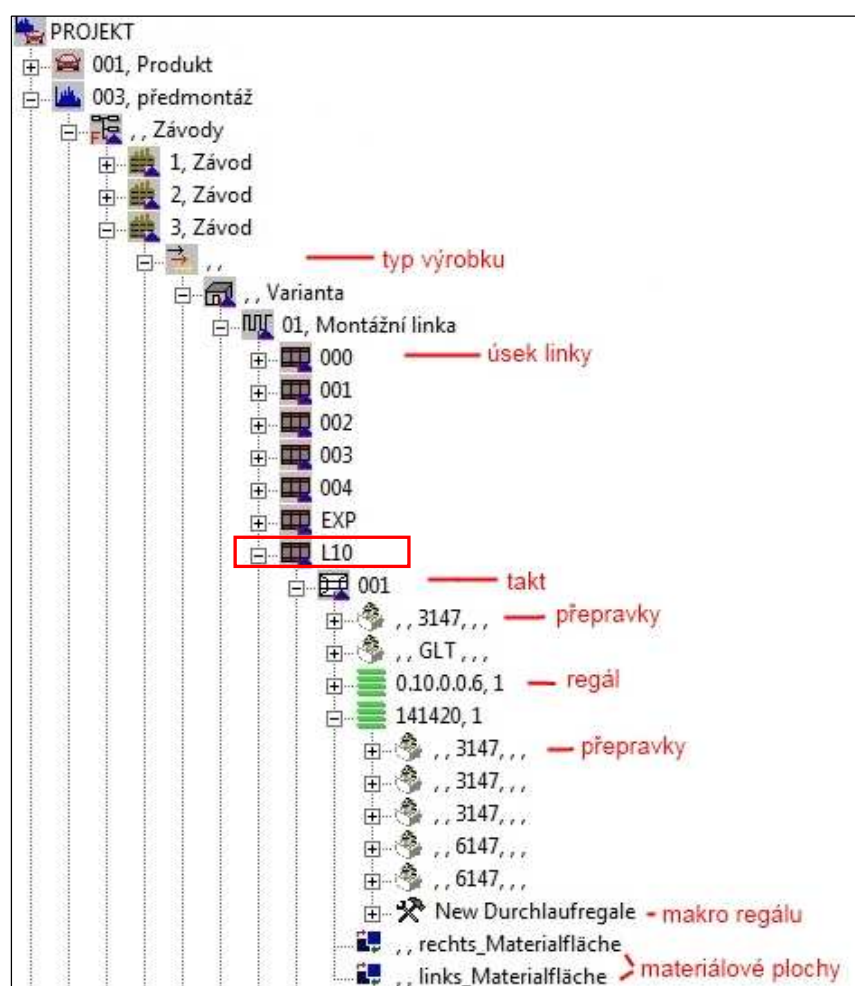 PROJEKT
001, Produkt
003, předmontáž
, , Závody
1, Závod
2, Závod
3, Závod
, , typ výrobku
, , Varianta
01, Montážní linka
000 úsek linky
001
002
003
004
EXP
L10
001 takt
, , 3147, , , přepravky
, , GLT , , ,
0.10.0.0.6, 1 regál
141420, 1
, , 3147, , , přepravky
, , 3147, , ,
, , 3147, , ,
, , 6147, , ,
, , 6147, , ,
New Durchlaufregale - makro regálu
, , rechts_Materialfläche
, , links_Materialfläche materiálové plochy